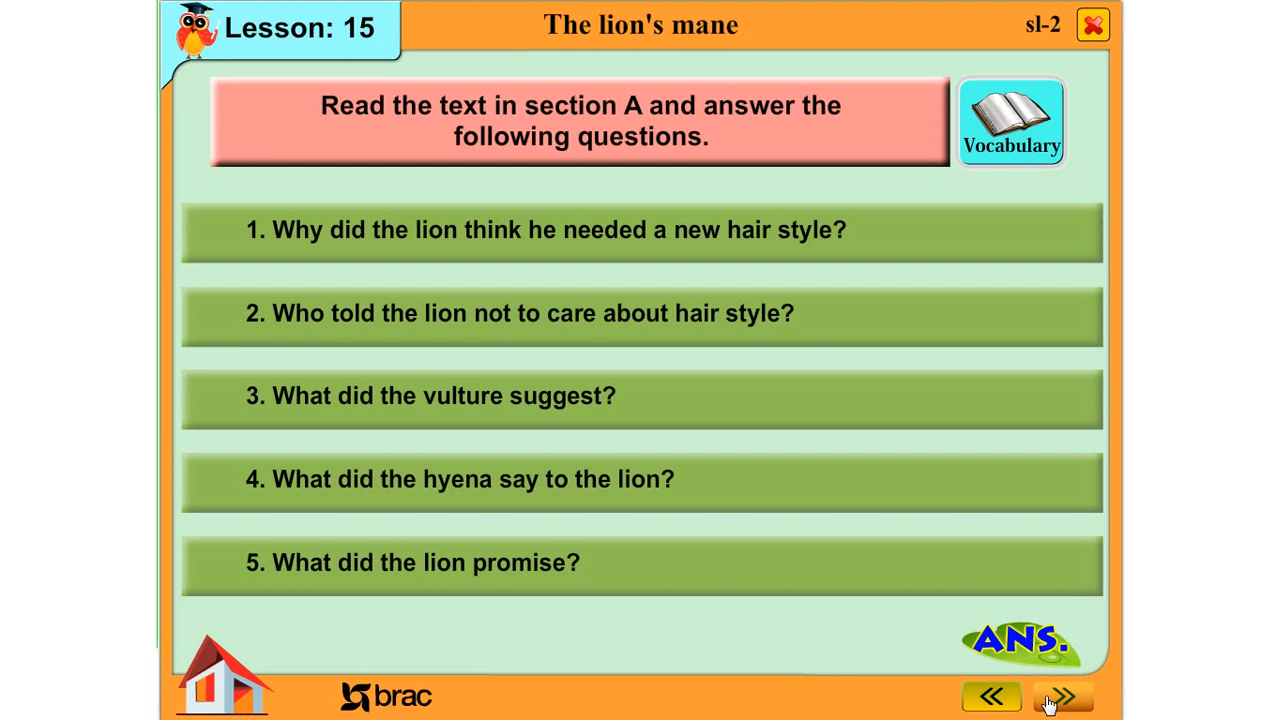 Lesson: 15
The lion's mane
sl-2
Read the text in section A and answer the
following questions.
Vocabulary
1. Why did the lion think he needed a new hair style?
2. Who told the lion not to care about hair style?
3. What did the vulture suggest?
4. What did the hyena say to the lion?
5. What did the lion promise?
ANS.
brac